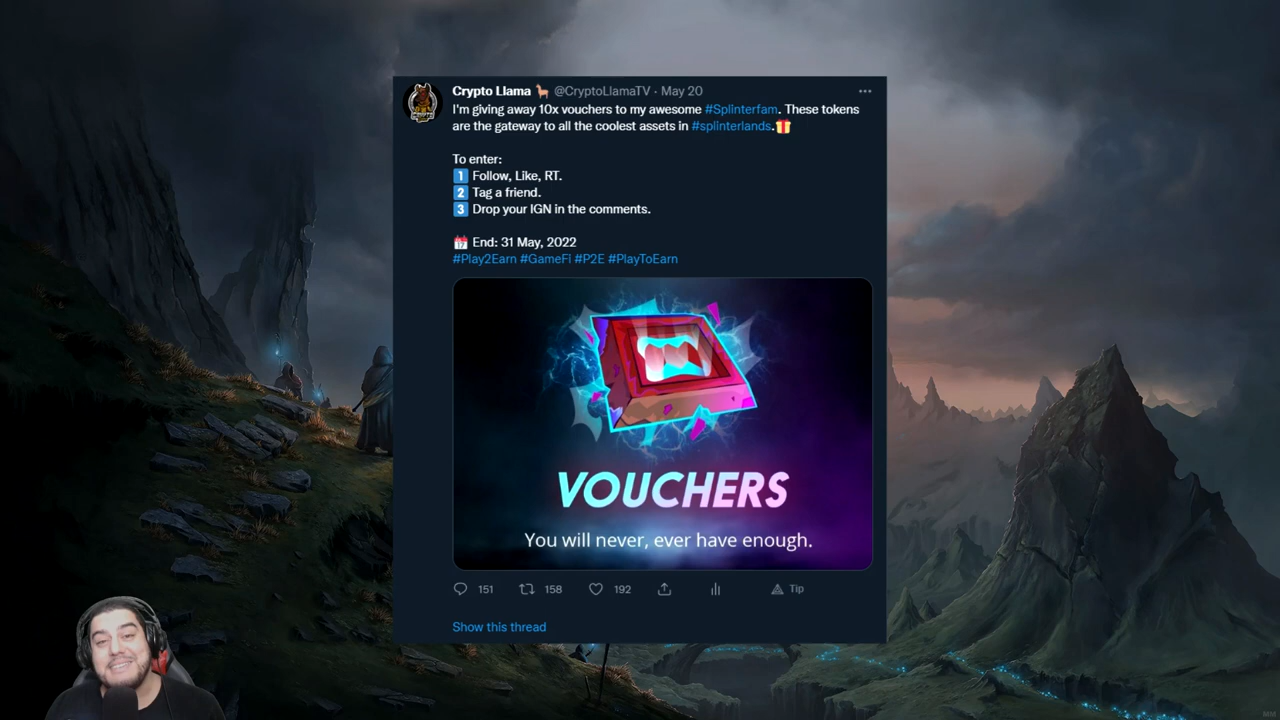 Crypto Llama 🦙 @CryptoLlamaTV · May 20
I'm giving away 10x vouchers to my awesome #Splinterfam. These tokens
are the gateway to all the coolest assets in #splinterlands.🎁
To enter:
1️⃣ Follow, Like, RT.
2️⃣ Tag a friend.
3️⃣ Drop your IGN in the comments.
📅 End: 31 May, 2022
#Play2Earn #GameFI #P2E #PlayToEarn
VOUCHERS
You will never, ever have enough.
151 158 192 Tip
Show this thread